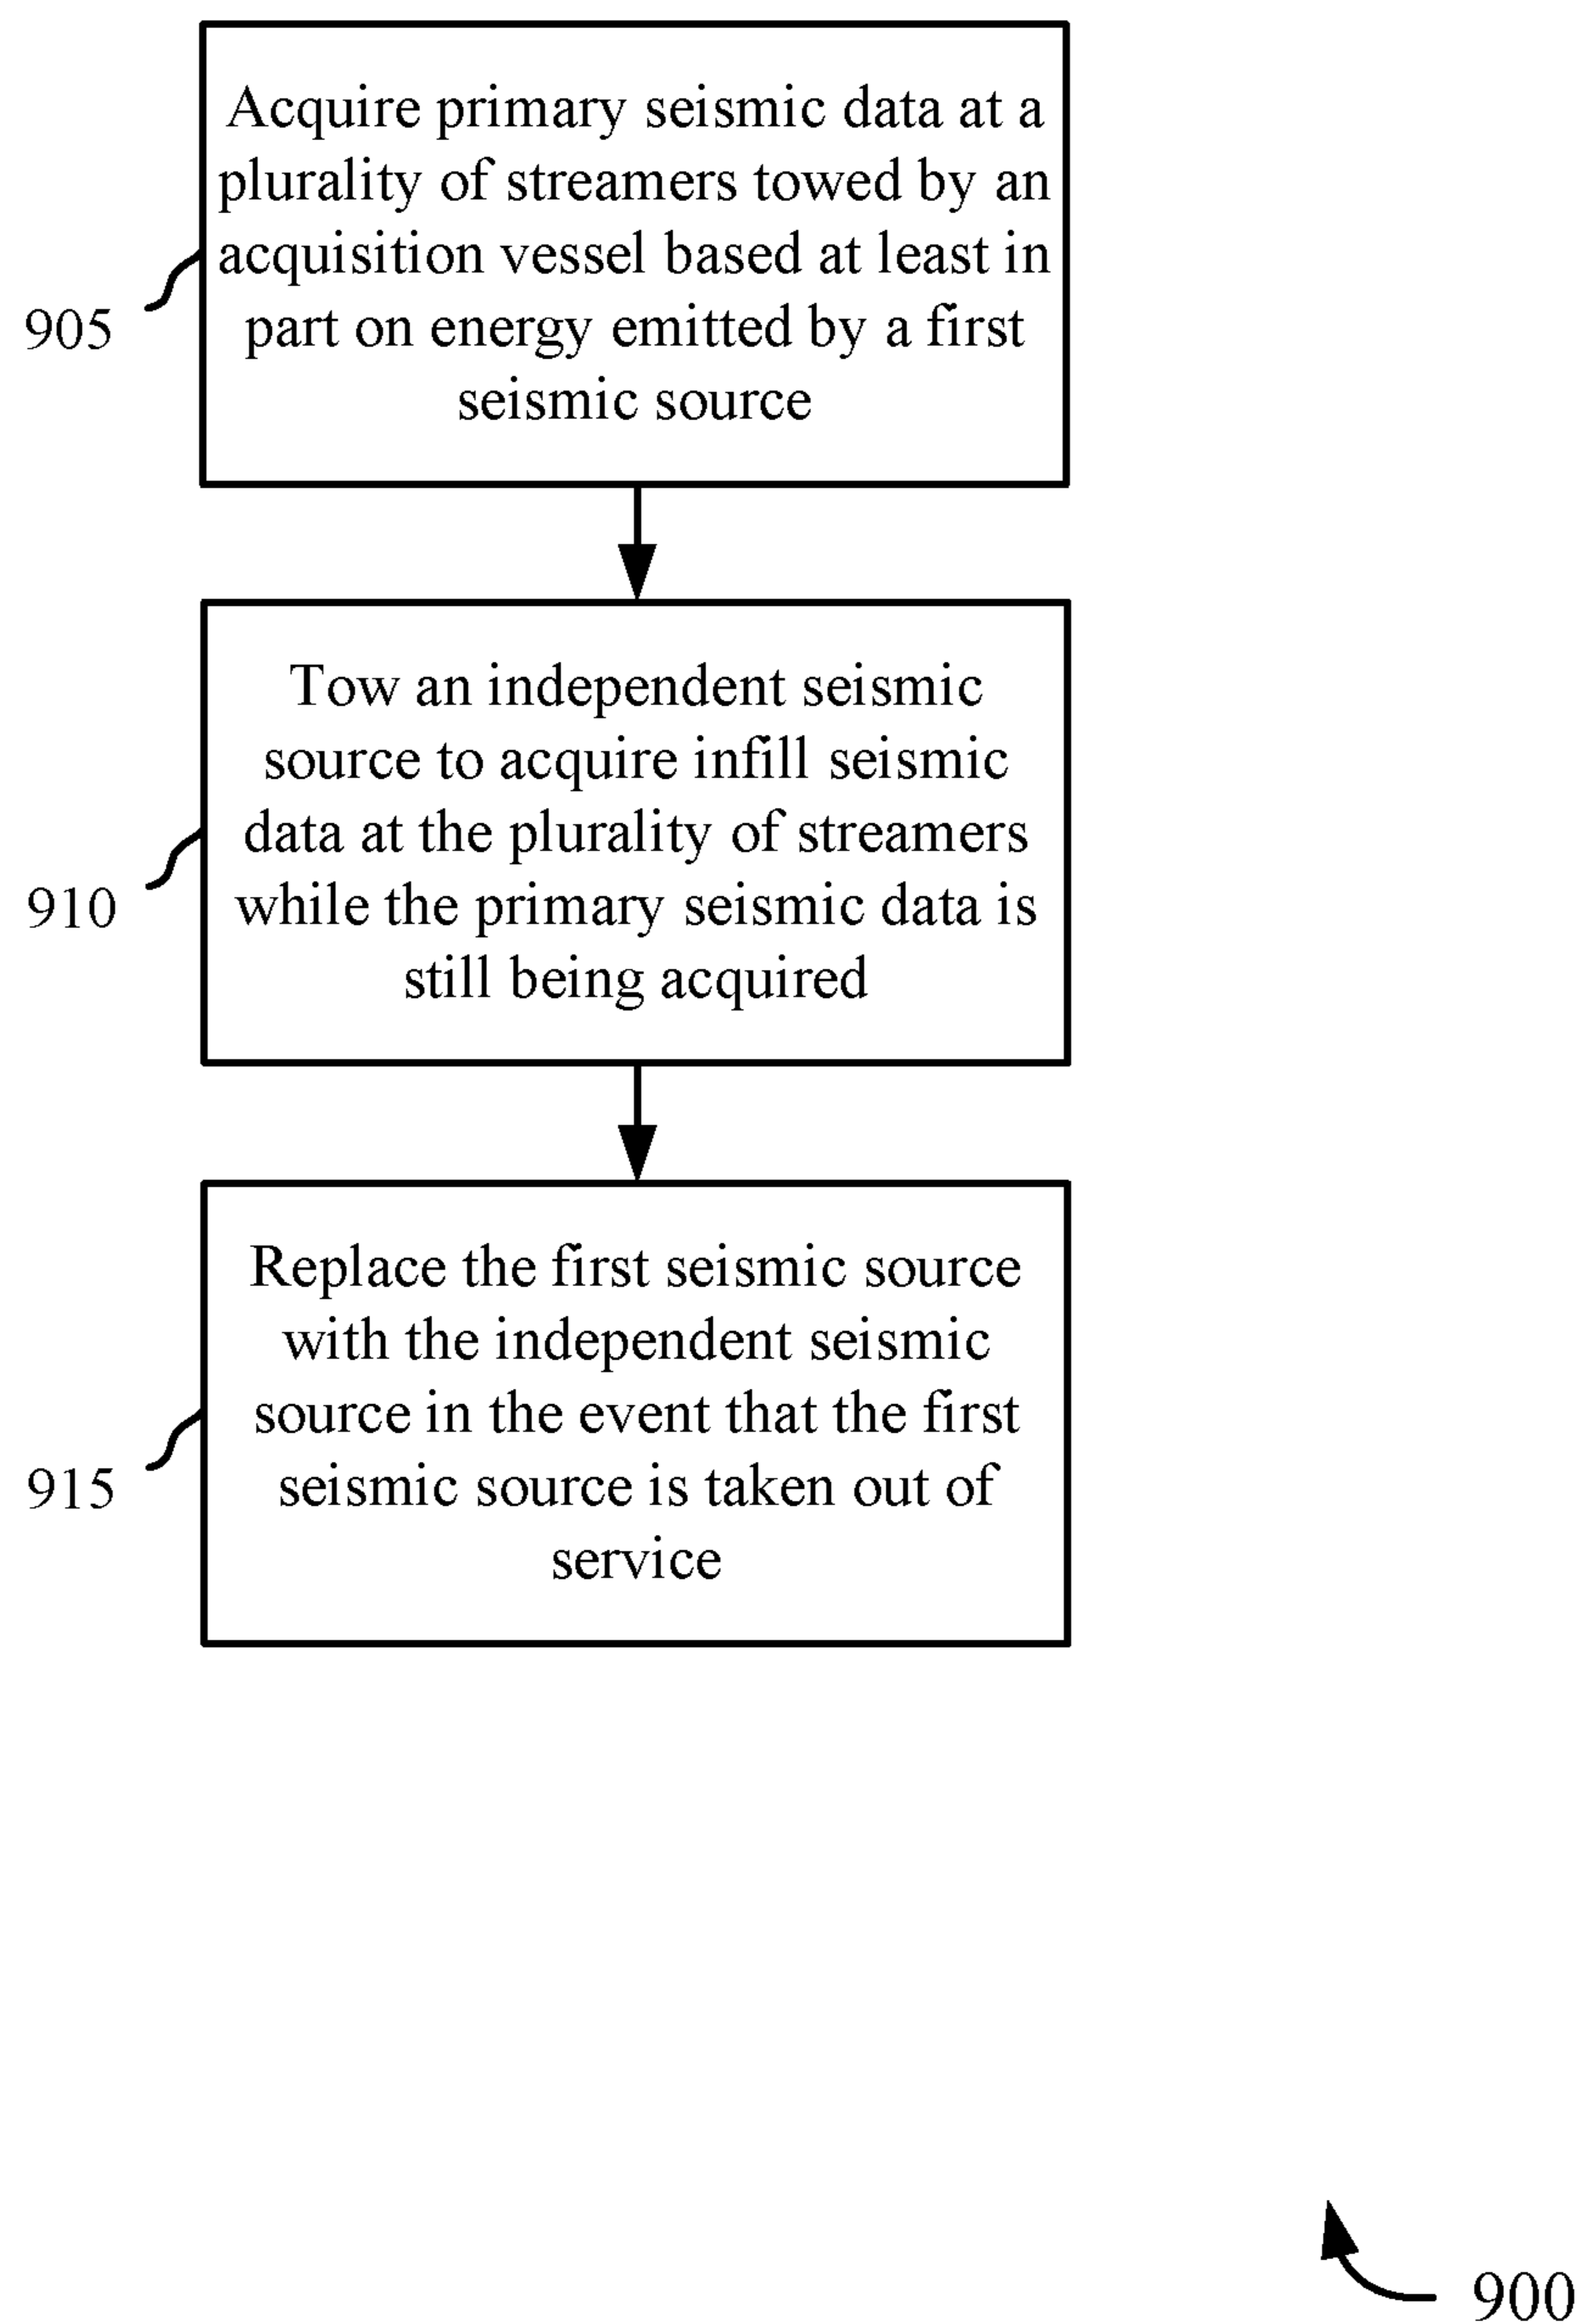 Acquire primary seismic data at a
plurality of streamers towed by an
acquisition vessel based at least in
part on energy emitted by a first
seismic source
905
Tow an independent seismic
source to acquire infill seismic
data at the plurality of streamers
while the primary seismic data is
still being acquired
910
Replace the first seismic source
with the independent seismic
source in the event that the first
seismic source is taken out of
service
915
900